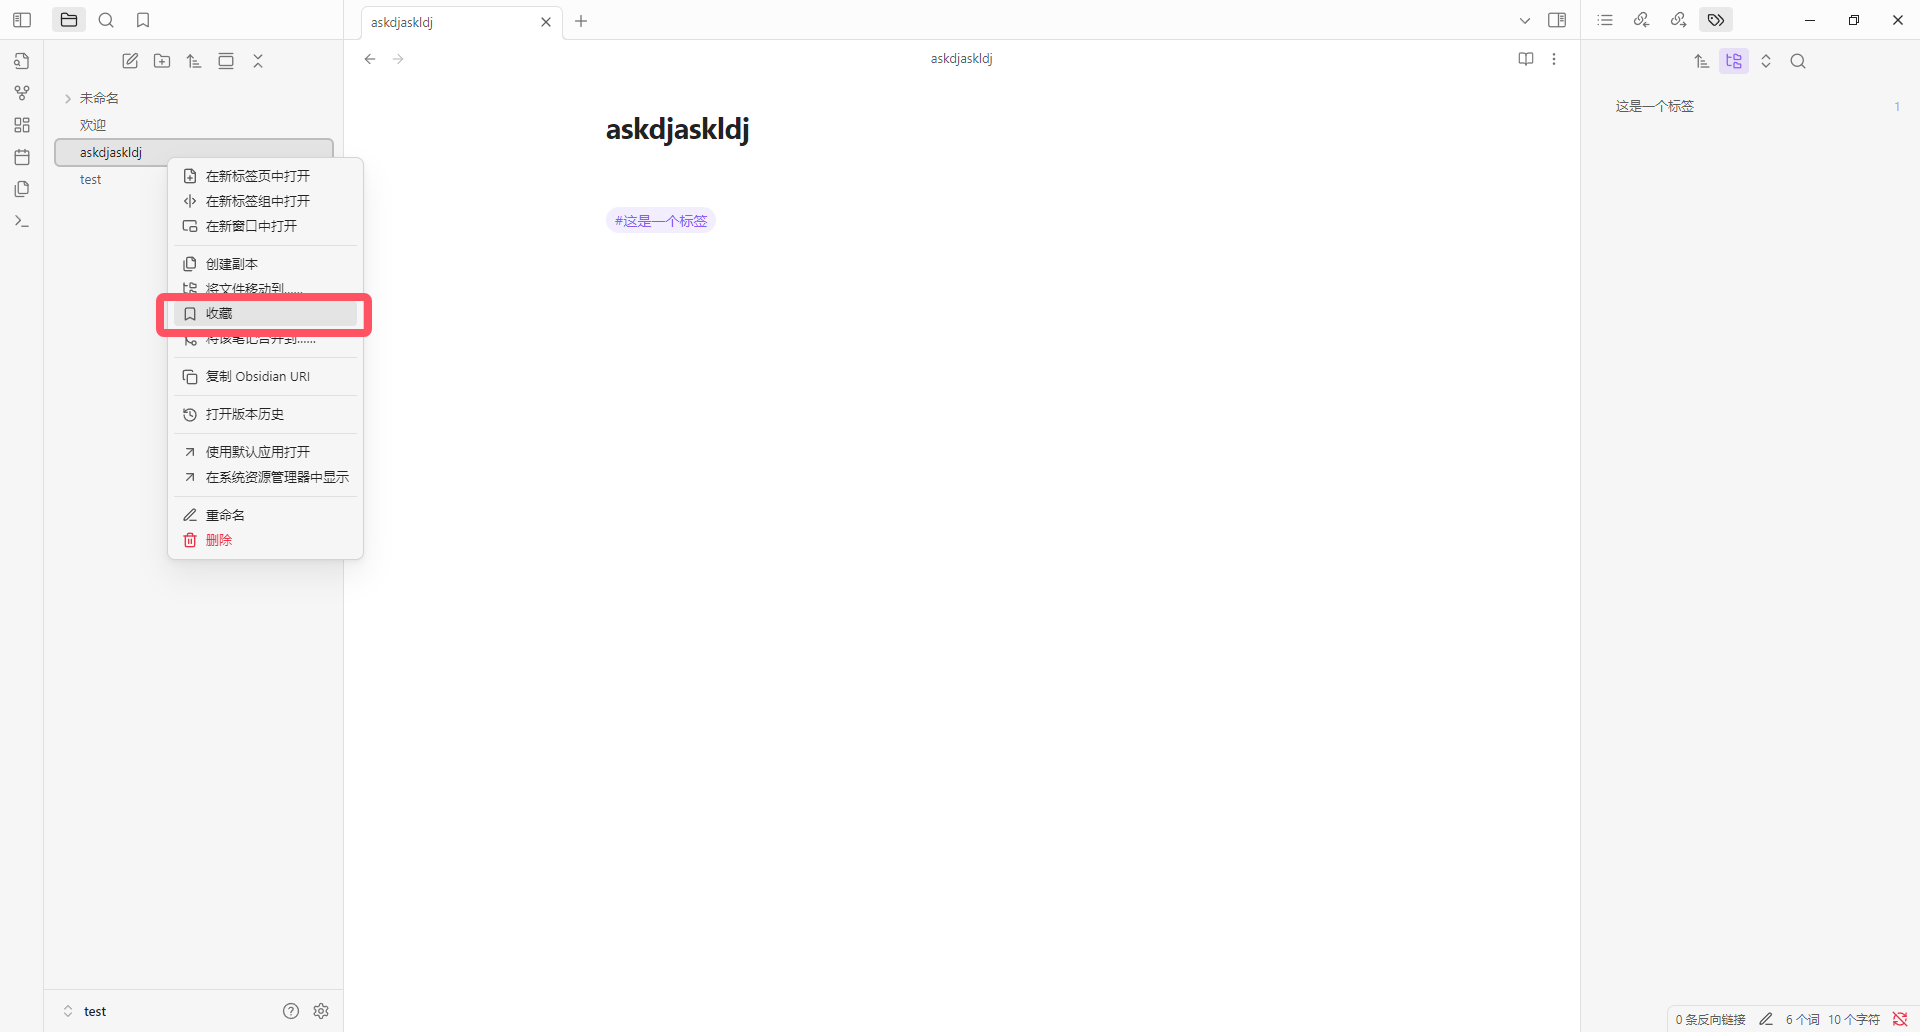 askdjaskldj
askdjaskldj
未命名
欢迎
askdjaskldj
test
在新标签页中打开
在新标签组中打开
在新窗口中打开
创建副本
将文件移动到......
收藏
将该笔记合并到......
复制 Obsidian URI
打开版本历史
使用默认应用打开
在系统资源管理器中显示
重命名
删除
askdjaskldj
#这是一个标签
这是一个标签
1
test
0 条反向链接
6 个词
10 个字符